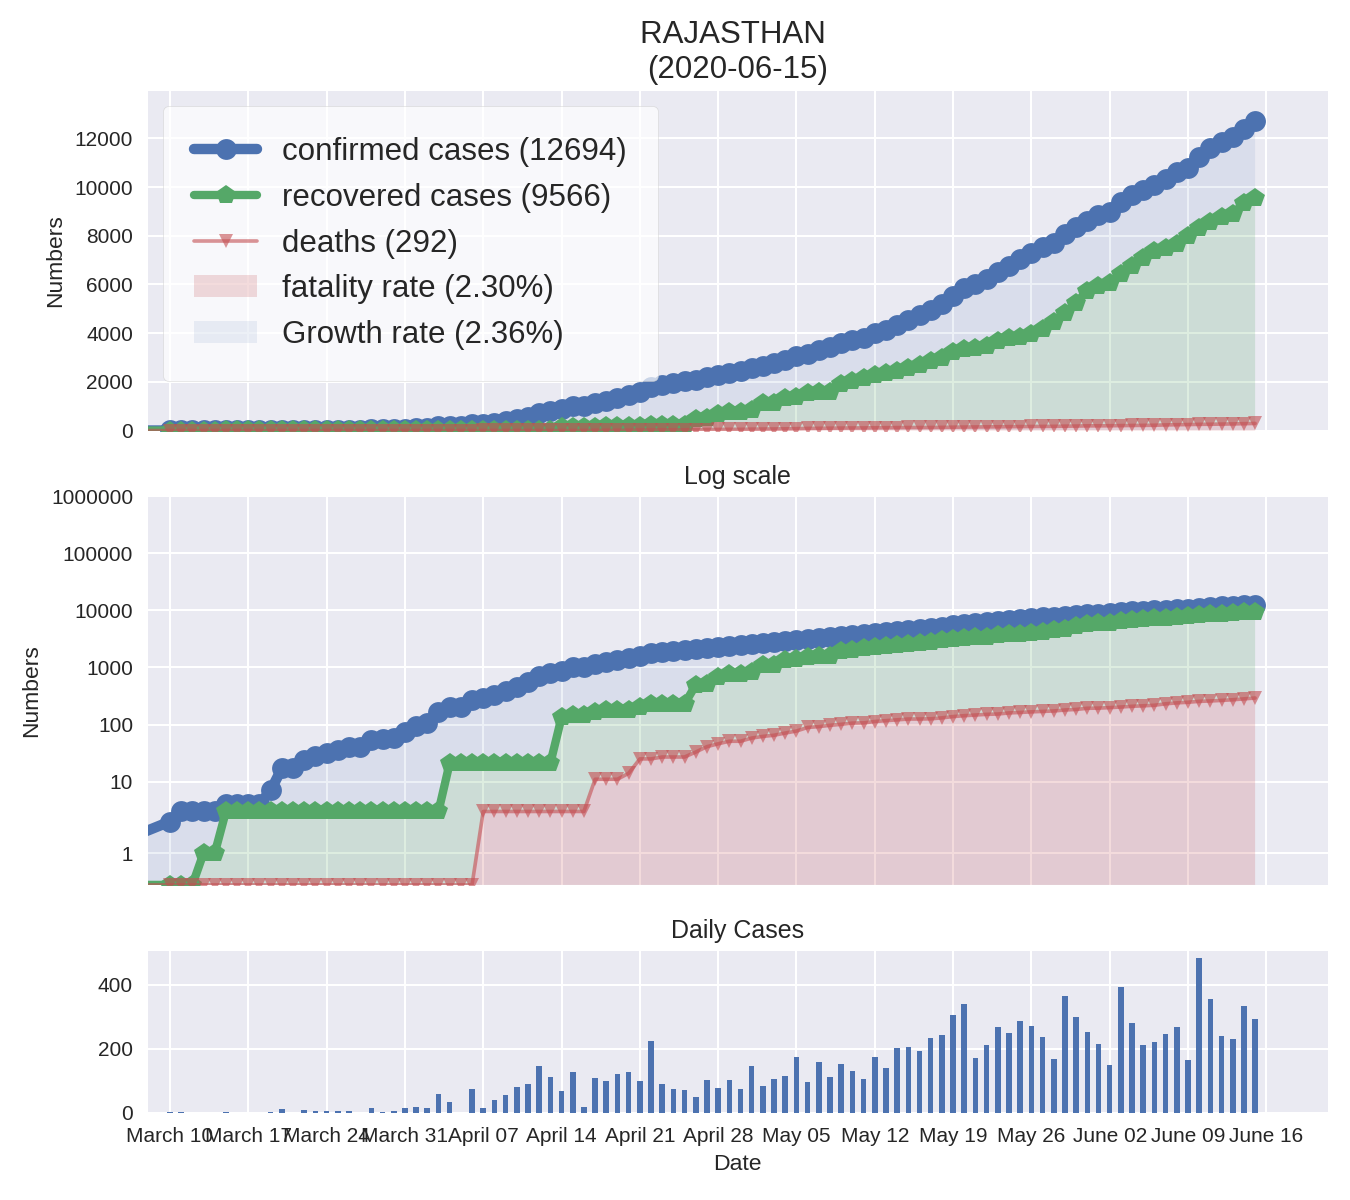 RAJASTHAN
(2020-06-15)
12000
10000
8000
6000
4000
2000
0
Numbers
confirmed cases (12694)
recovered cases (9566)
deaths (292)
fatality rate (2.30%)
Growth rate (2.36%)
Log scale
1000000
100000
10000
1000
100
10
1
Numbers
Daily Cases
400
200
0
March 10 March 17 March 24 March 31 April 07 April 14 April 21 April 28 May 05 May 12 May 19 May 26 June 02 June 09 June 16
Date